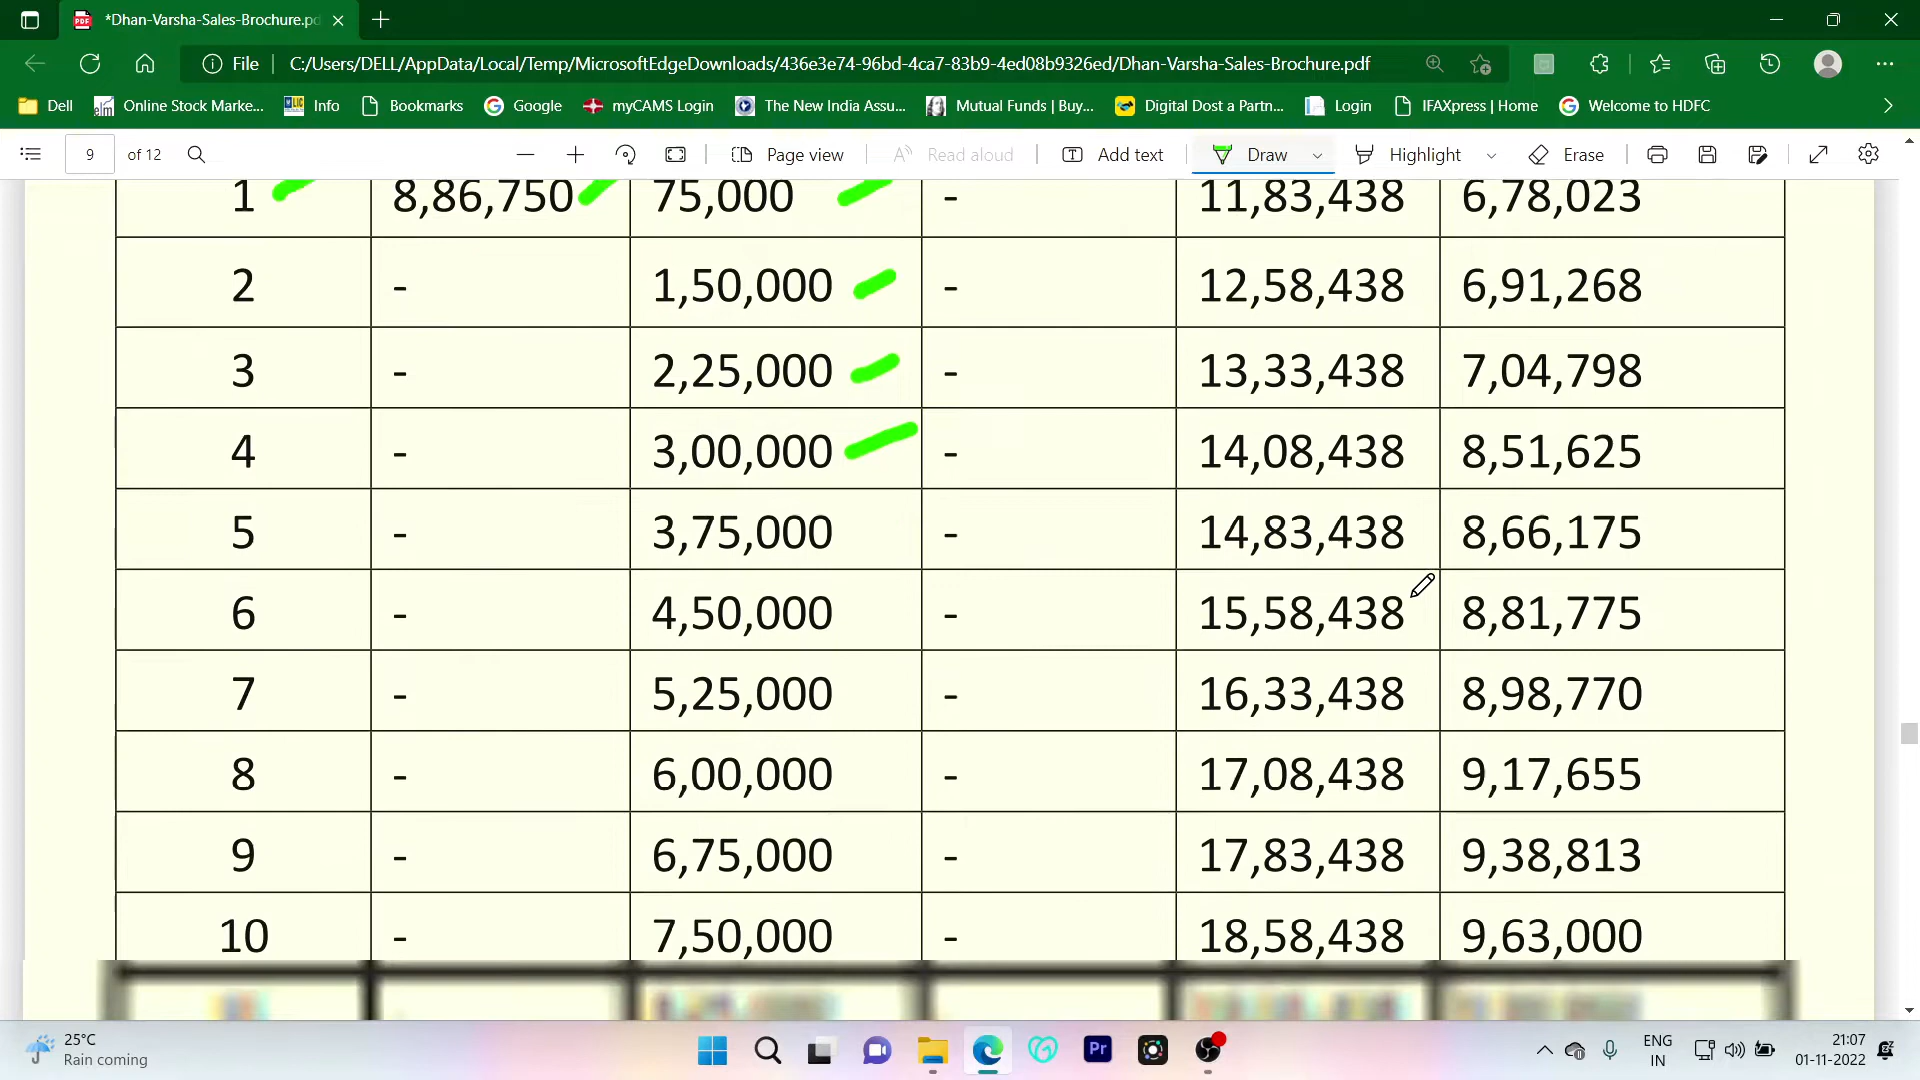 *Dhan-Varsha-Sales-Brochure.pd
File C:/Users/DELL/AppData/Local/Temp/MicrosoftEdgeDownloads/436e3e74-96bd-4ca7-83b9-4ed08b9326ed/Dhan-Varsha-Sales-Brochure.pdf
Dell Online Stock Marke... Info Bookmarks Google myCAMS Login The New India Assu... Mutual Funds | Buy,... Digital Dost a Partn... Login IFAXpress | Home Welcome to HDFC
9 of 12 Page view Read aloud Add text Draw Highlight Erase
1 8,86,750 75,000 - 11,83,438 6,78,023
2 - 1,50,000 - 12,58,438 6,91,268
3 - 2,25,000 - 13,33,438 7,04,798
4 - 3,00,000 - 14,08,438 8,51,625
5 - 3,75,000 - 14,83,438 8,66,175
6 - 4,50,000 - 15,58,438 8,81,775
7 - 5,25,000 - 16,33,438 8,98,770
8 - 6,00,000 - 17,08,438 9,17,655
9 - 6,75,000 - 17,83,438 9,38,813
10 - 7,50,000 - 18,58,438 9,63,000
25°C ENG 21:07
Rain coming IN 01-11-2022